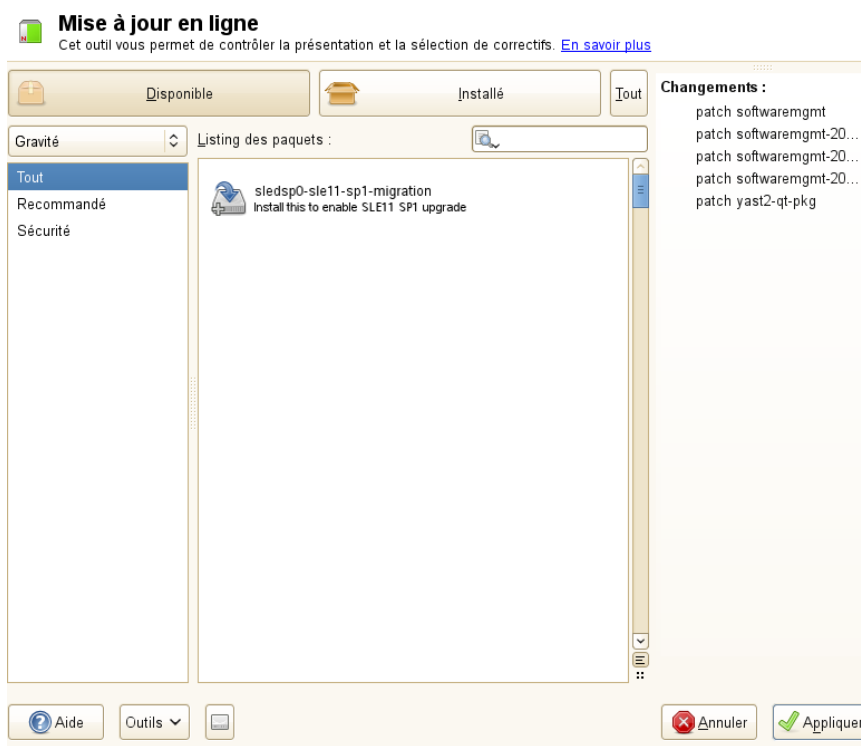 Mise à jour en ligne
Cet outil vous permet de contrôler la présentation et la sélection de correctifs. En savoir plus
Disponible
Installé
Tout
Changements :
patch softwaremgmt
patch softwaremgmt-20...
patch softwaremgmt-20...
patch softwaremgmt-20...
patch yast2-qt-pkg
Gravité
Listing des paquets :
Tout
Recommandé
Sécurité
sledsp0-sle11-sp1-migration
Install this to enable SLE11 SP1 upgrade
Aide
Outils
Annuler
Appliquer